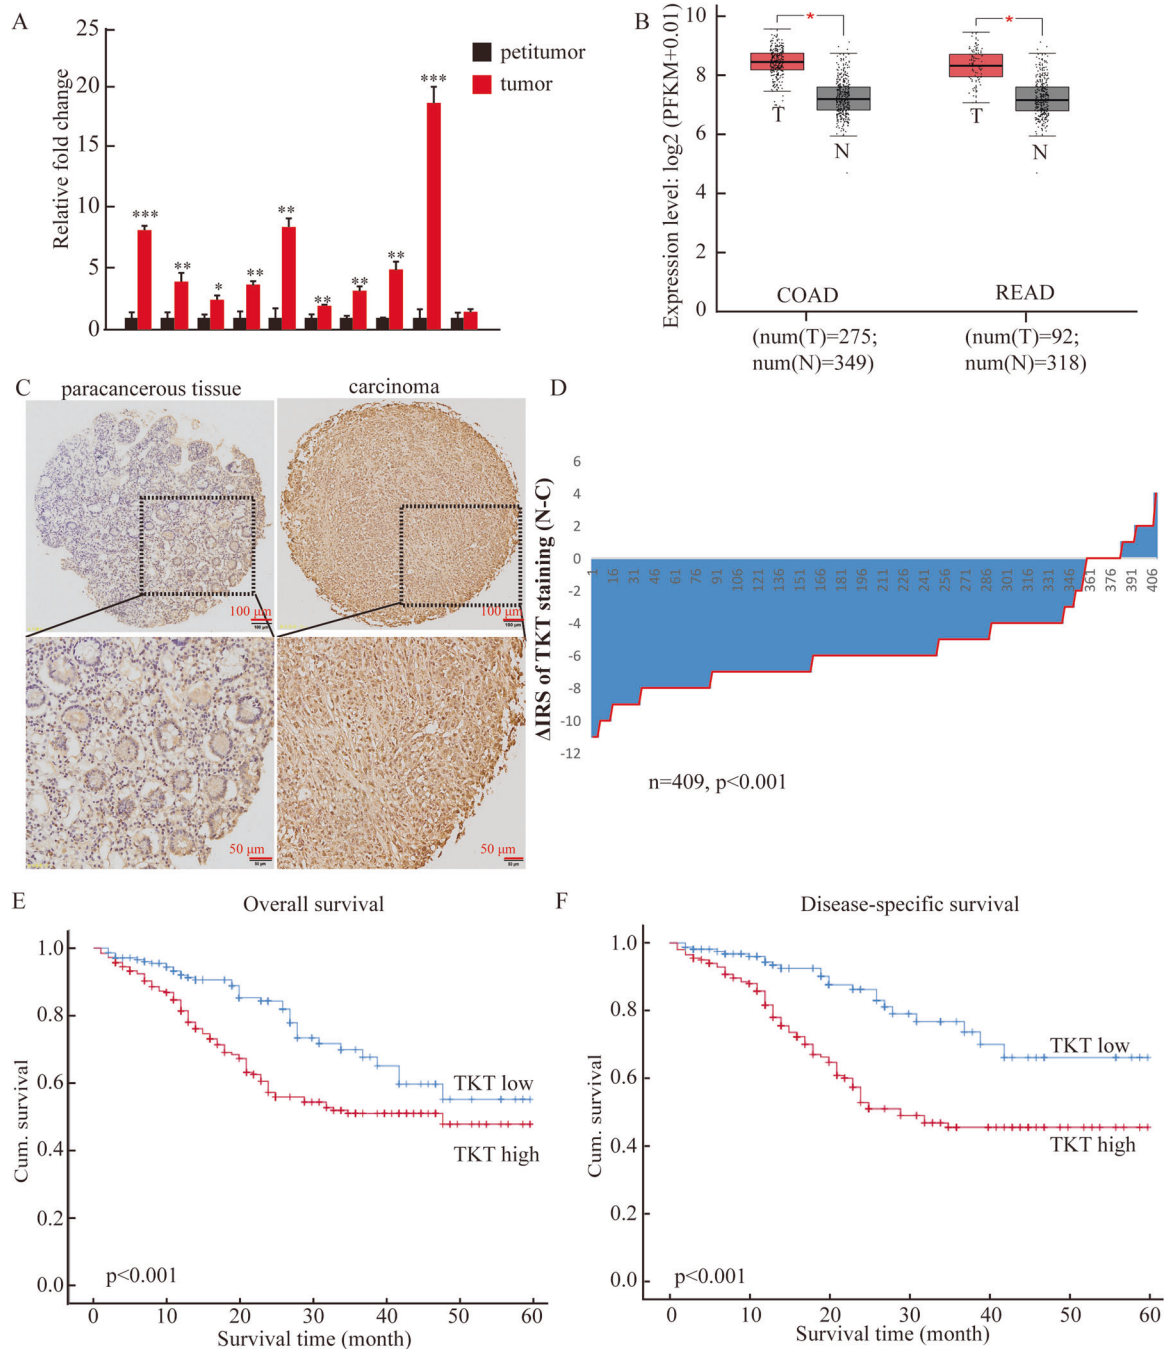 A
25
20
15
10
5
0
Relative fold change
petitumor
tumor
***
**
*
**
**
**
**
**
***
B
10
8
6
4
2
0
Expression level: log2 (PFKM+0.01)
*
*
T
N
T
N
COAD
READ
(num(T)=275;
num(N)=349)
(num(T)=92;
num(N)=318)
C
paracancerous tissue
carcinoma
100 μm
100 μm
100 μm
100 μm
50 μm
50 μm
50 μm
50 μm
D
6
4
2
0
-2
-4
-6
-8
-10
-12
ΔIRS of TKT staining (N-C)
1 16 31 46 61 76 91 106 121 136 151 166 181 196 211 226 241 256 271 286 301 316 331 346 361 376 391 406
n=409, p<0.001
E
Overall survival
1.0
0.8
0.6
0.4
0.2
0.0
Cum. survival
TKT low
TKT high
p<0.001
0 10 20 30 40 50 60
Survival time (month)
F
Disease-specific survival
1.0
0.8
0.6
0.4
0.2
0.0
Cum. survival
TKT low
TKT high
p<0.001
0 10 20 30 40 50 60
Survival time (month)